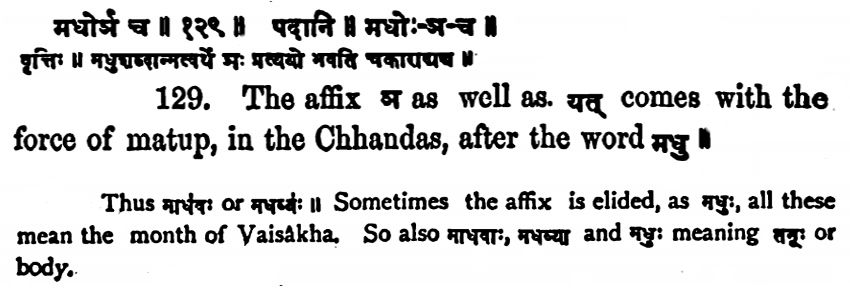 मधोर्ञ च ॥ १२९ ॥ पदानि ॥ मधोः-ञ-च ॥
वृत्तिः ॥ मधुशब्दान्मत्वर्थे ञः प्रत्ययो भवति चकाराद्यच्च ॥
129. The affix ञ as well as. यत् comes with the
force of matup, in the Chhandas, after the word मधु ॥
Thus मार्धवः or मधव्यः ॥ Sometimes the affix is elided, as मधुः, all these
mean the month of Vaisâkha. So also माधवाः, मधव्या and मधुः meaning तनूः or
body.